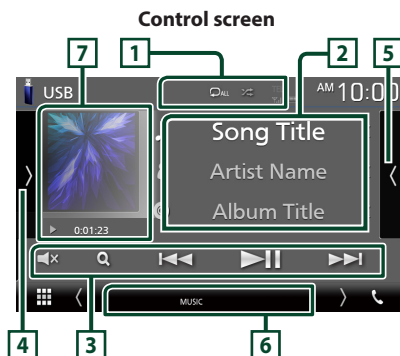 Control screen
7 1 2 5
USB ALL AM 10:00
Song Title
Artist Name
Album Title
0:01:23
MUSIC
4 3 6